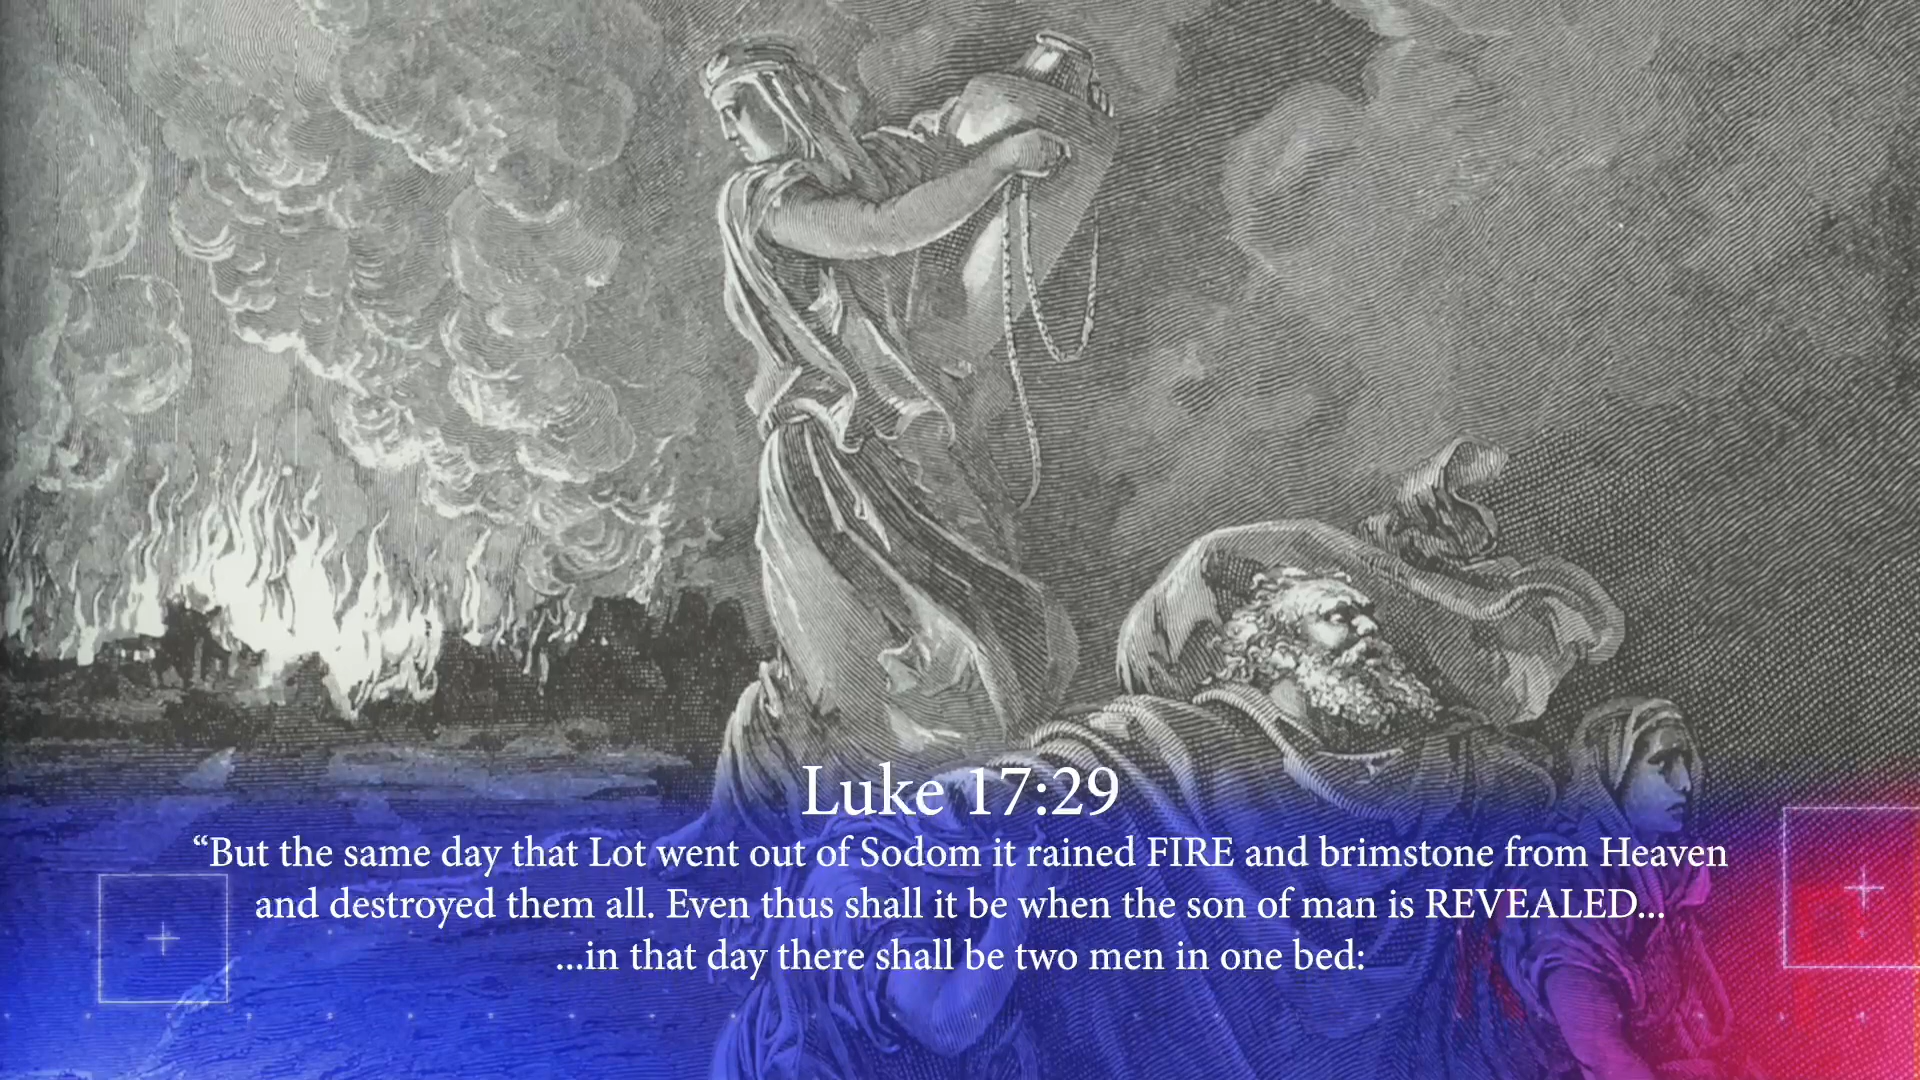 Luke 17:29
“But the same day that Lot went out of Sodom it rained FIRE and brimstone from Heaven
and destroyed them all. Even thus shall it be when the son of man is REVEALED...
...in that day there shall be two men in one bed: